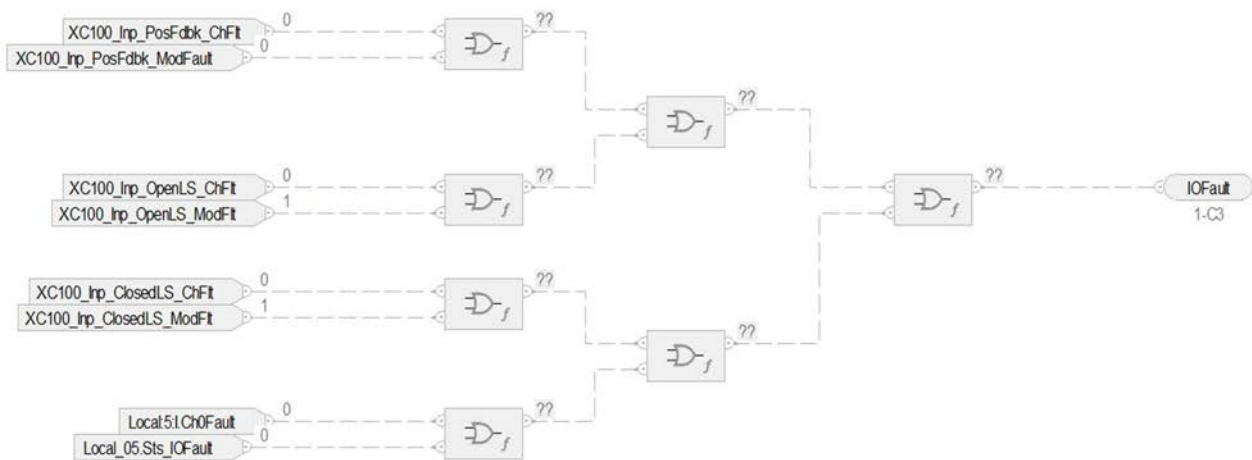 XC100_Inp_PosFdbk_ChFlt 0 ??
XC100_Inp_PosFdbk_ModFault 0
f
??
f
XC100_Inp_OpenLS_ChFlt 0 ??
XC100_Inp_OpenLS_ModFlt 1
f
??
f
IOFault
1-C3
XC100_Inp_ClosedLS_ChFlt 0 ??
XC100_Inp_ClosedLS_ModFlt 1
f
??
f
Local:5:I.Ch0Fault 0 ??
Local_05.Sts_IOFault 0
f